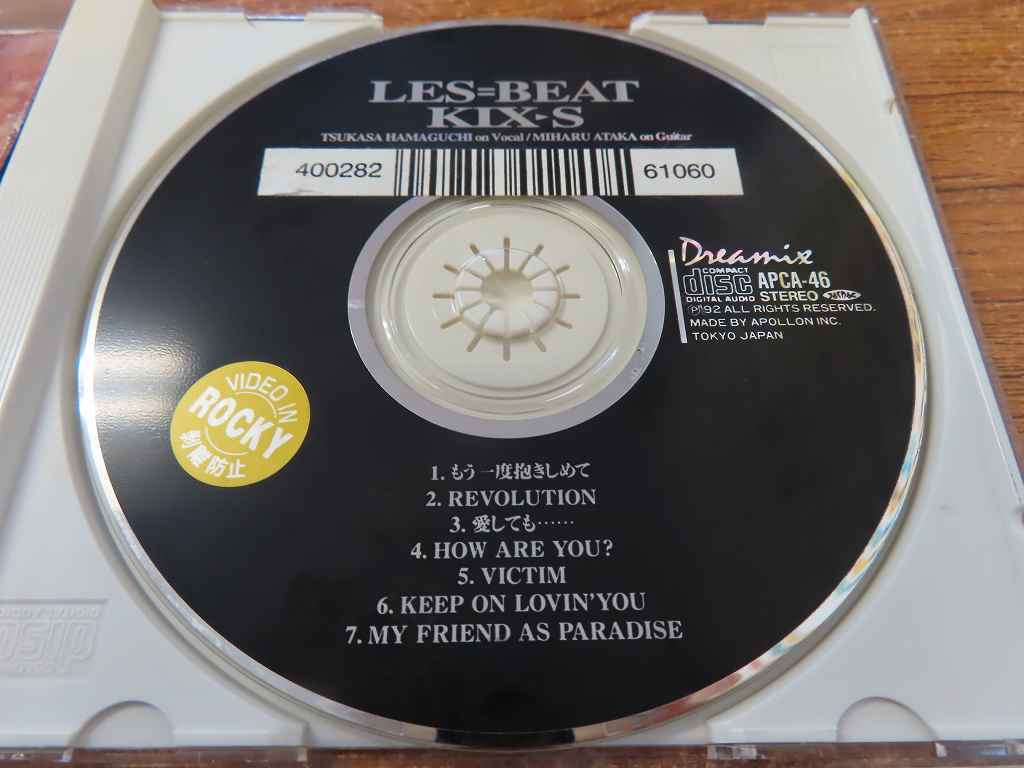 LES=BEAT
KIX-S
TSUKASA HAMAGUCHI on Vocal / MIHARU ATAKA on Guitar
400282
61060
Dreamix
COMPACT
disc
DIGITAL AUDIO
APCA-46
STEREO
Ⓟ92 ALL RIGHTS RESERVED.
MADE BY APOLLON INC.
TOKYO JAPAN
VIDEO IN
ROCKY
剥離防止
1. もう一度抱きしめて
2. REVOLUTION
3. 愛しても……
4. HOW ARE YOU?
5. VICTIM
6. KEEP ON LOVIN'YOU
7. MY FRIEND AS PARADISE